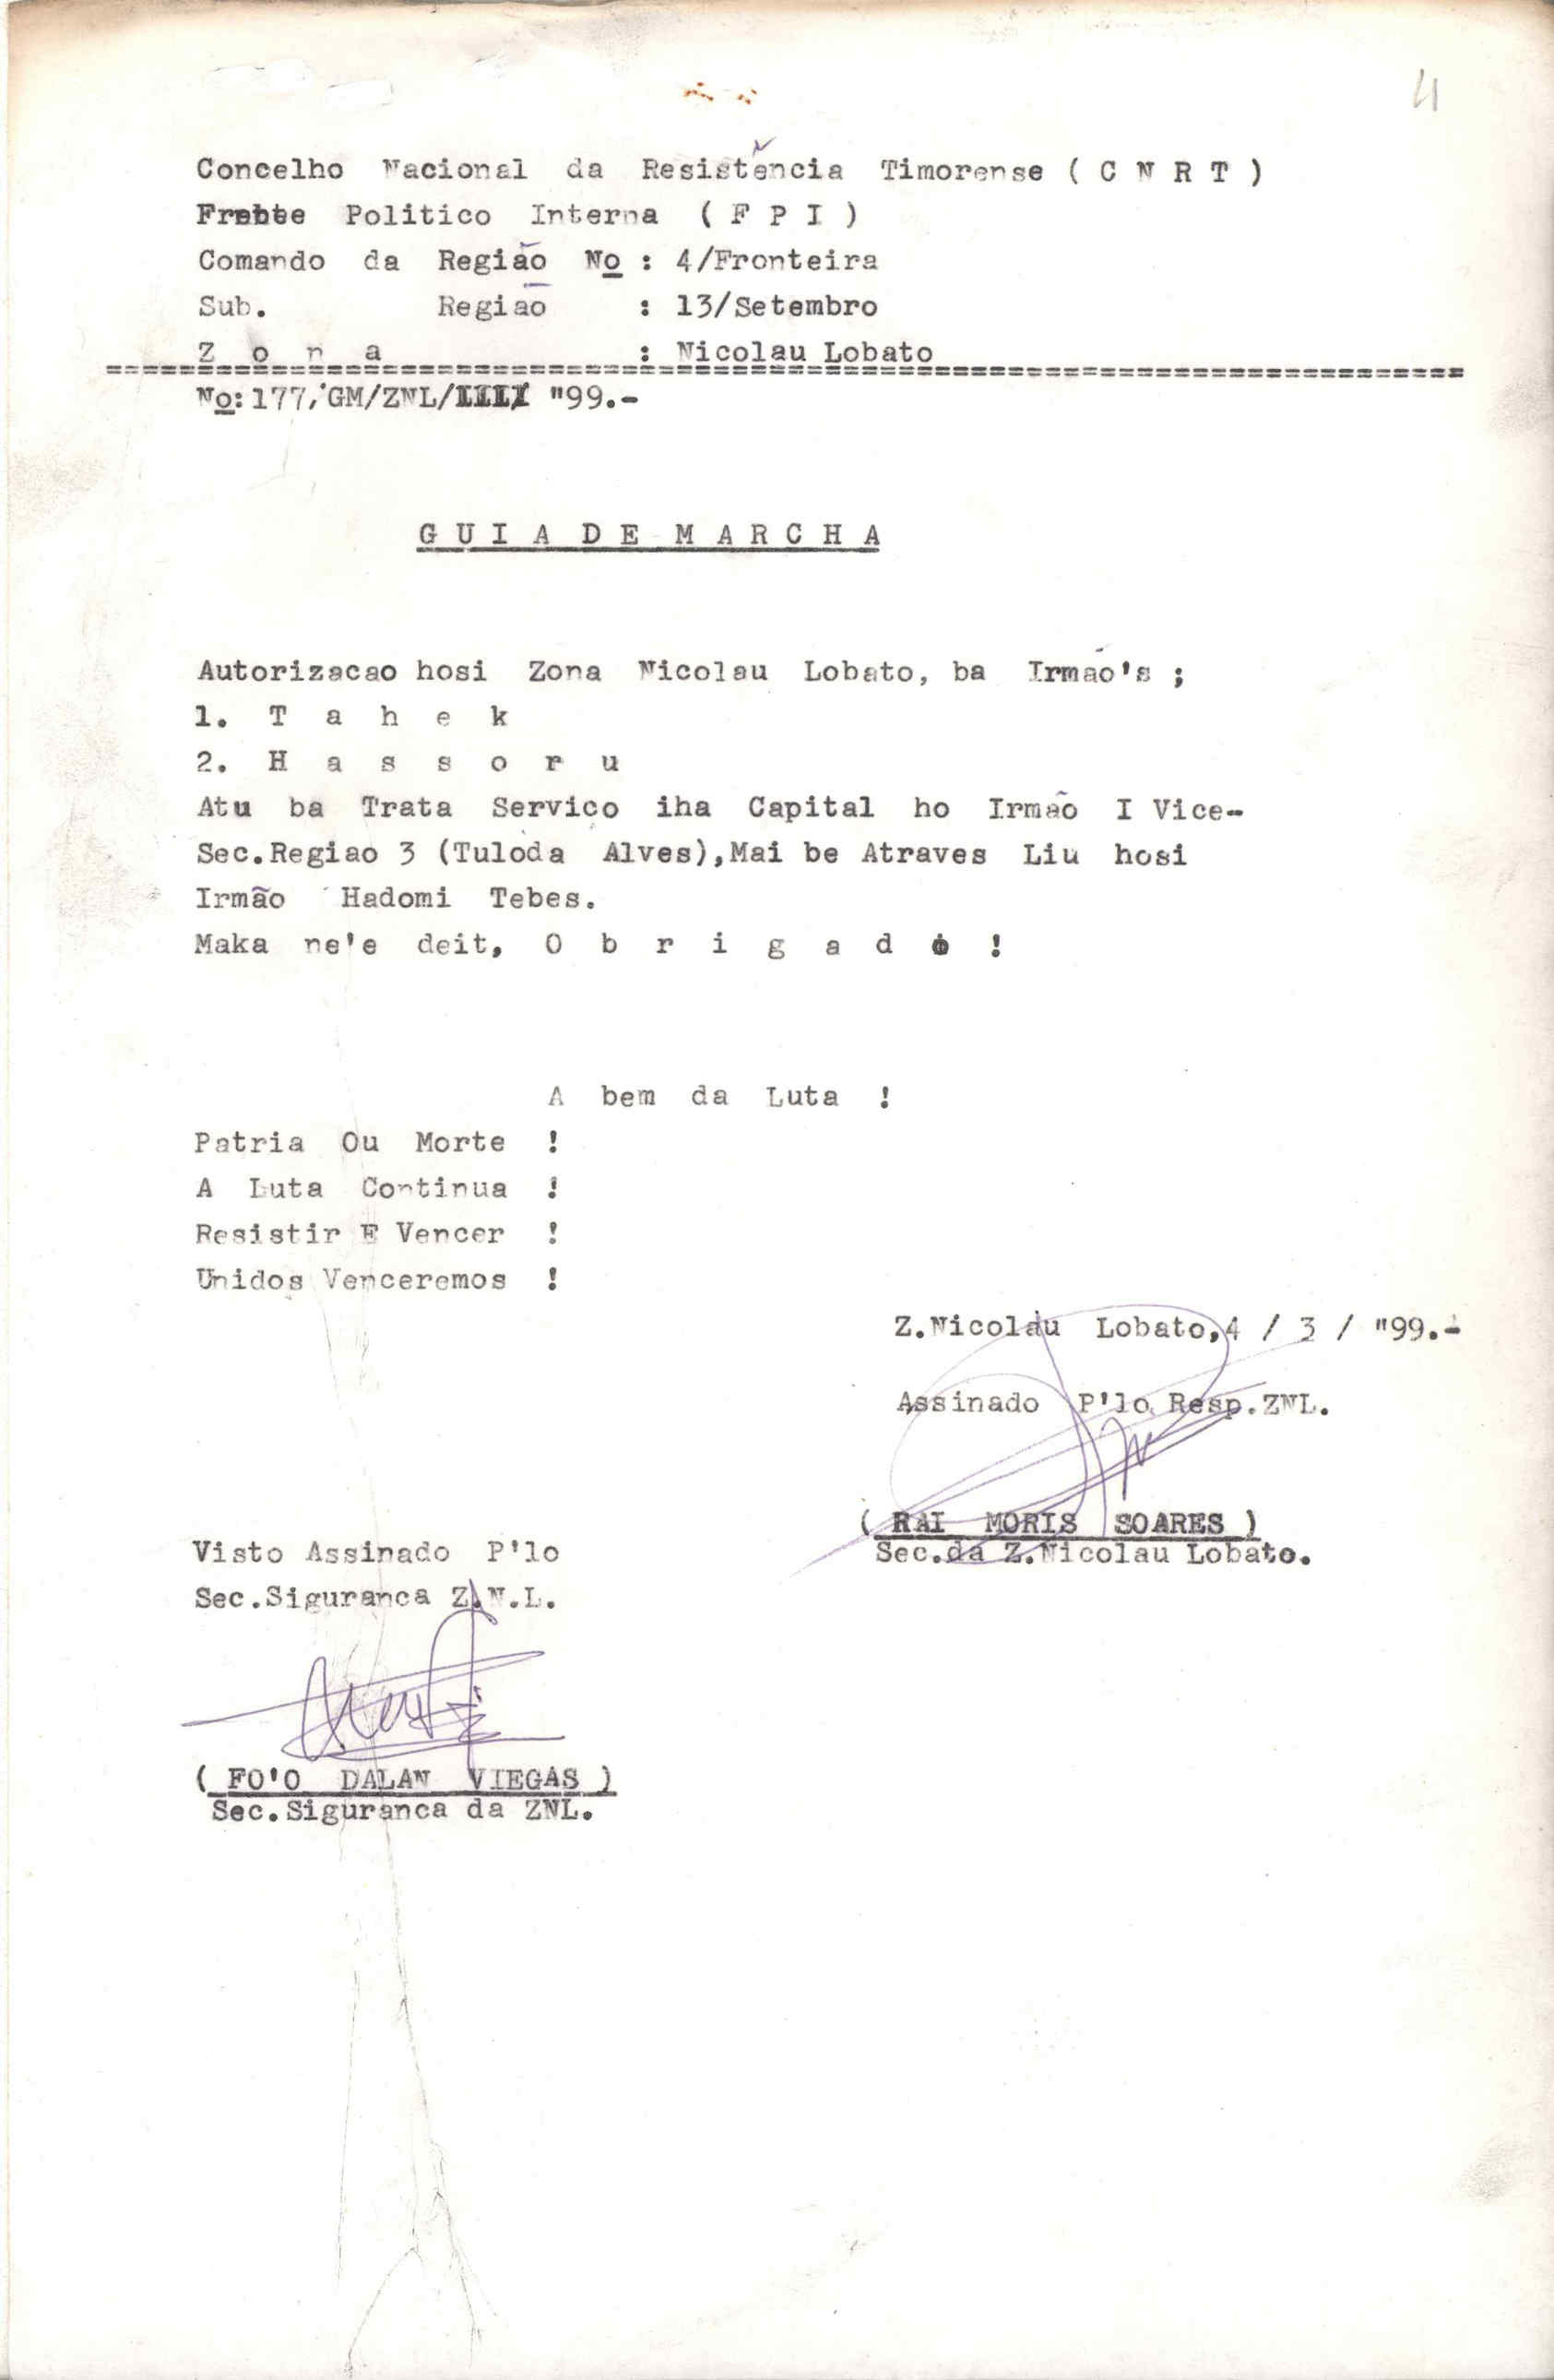 4
Concelho Nacional da Resistência Timorense ( C N R T )
Frente Politico Interna ( F P I )
Comando da Região No : 4/Fronteira
Sub. Região : 13/Setembro
Z o n a : Nicolau Lobato
No: 177/GM/ZNL/III/ "99.-
G U I A D E M A R C H A
Autorizacao hosi Zona Nicolau Lobato, ba Irmão's ;
1. T a h e k
2. H a s s o r u
Atu ba Trata Servico iha Capital ho Irmão I Vice-
Sec.Regiao 3 (Tuloda Alves),Mai be Atraves Liu hosi
Irmão Hadomi Tebes.
Maka ne'e deit, O b r i g a d o !
A bem da Luta !
Patria Ou Morte !
A Luta Continua !
Resistir E Vencer !
Unidos Venceremos !
Z.Nicolau Lobato,4 / 3 / "99.-
Assinado P'lo Resp.ZNL.
( RAI MORIS SOARES )
Sec.da Z.Nicolau Lobato.
Visto Assinado P'lo
Sec.Siguranca Z.N.L.
( FO'O DALAN VIEGAS )
Sec.Siguranca da ZNL.